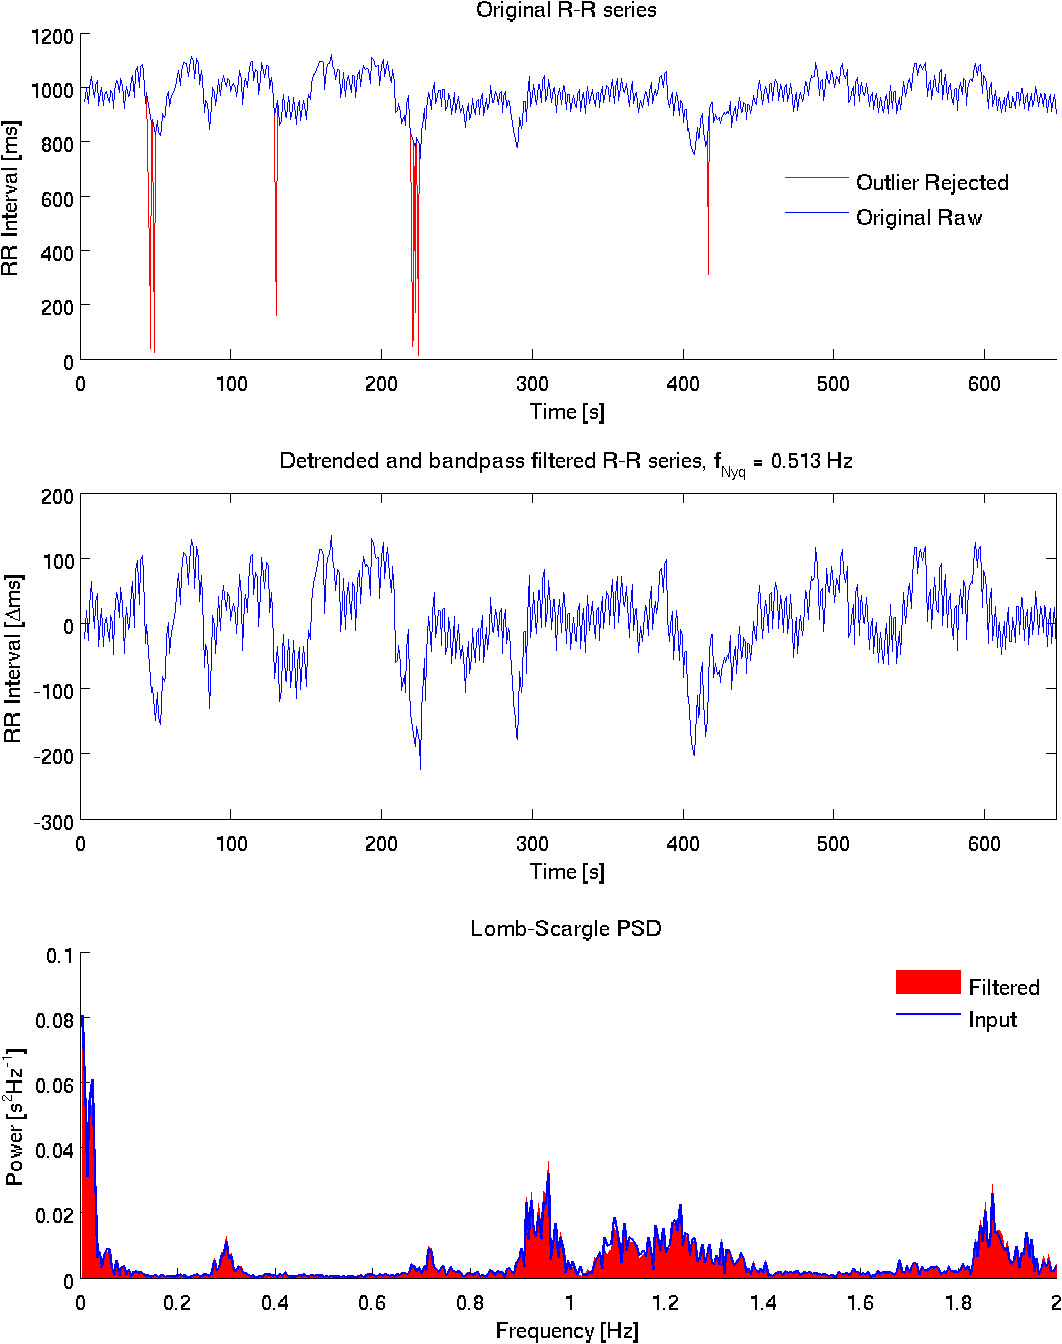 Original R-R series
1200
1000
800
600
400
200
0
RR Interval [ms]
Outlier Rejected
Original Raw
0 100 200 300 400 500 600
Time [s]
Detrended and bandpass filtered R-R series, fNyq = 0.513 Hz
200
100
0
-100
-200
-300
RR Interval [Δms]
0 100 200 300 400 500 600
Time [s]
Lomb-Scargle PSD
0.1
0.08
0.06
0.04
0.02
0
Power [s²Hz⁻¹]
Filtered
Input
0 0.2 0.4 0.6 0.8 1 1.2 1.4 1.6 1.8 2
Frequency [Hz]